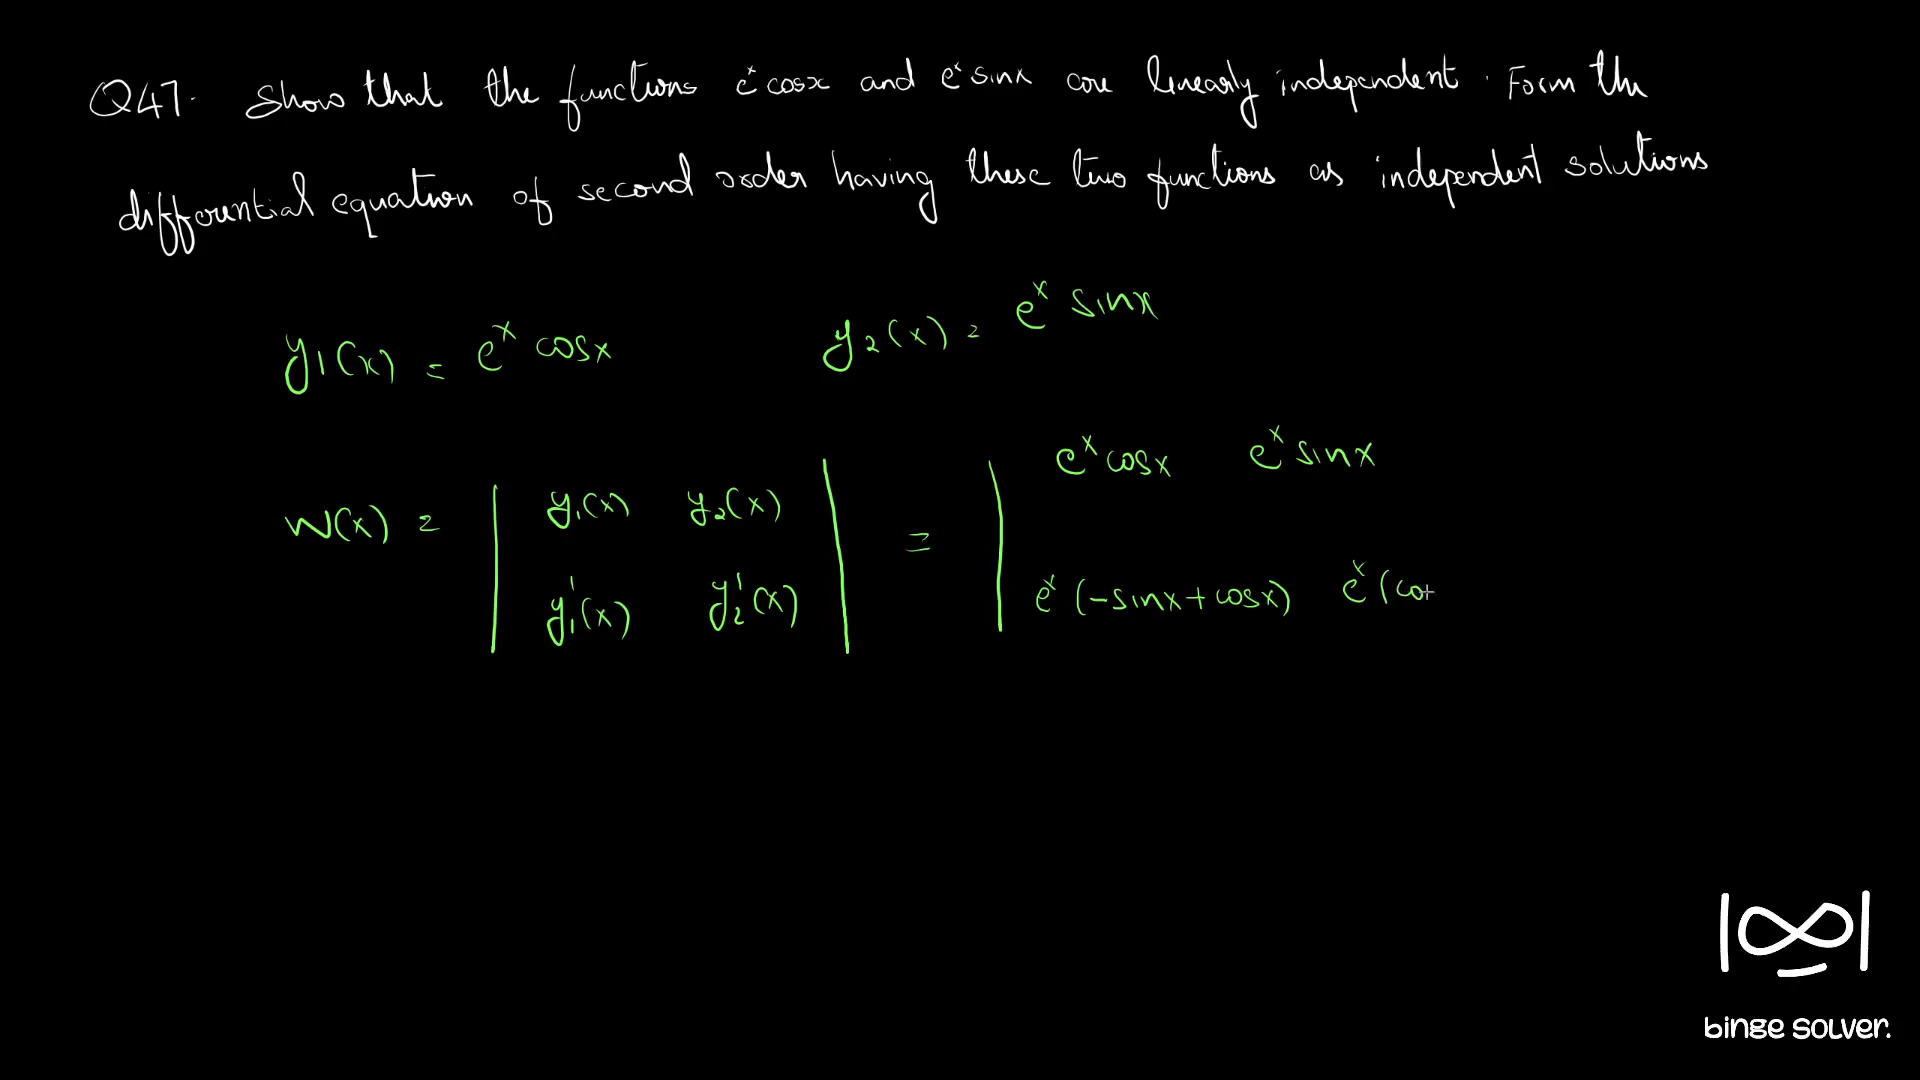 Q47. Show that the functions e^x cosx and e^x sinx are linearly independent. Form the
differential equation of second order having these two functions as independent solutions
y₁(x) = e^x cosx y₂(x) = e^x sinx
W(x) = | y₁(x) y₂(x) | = | e^x cosx e^x sinx
y₁'(x) y₂'(x) e^x (-sinx + cosx) e^x (co
binge solver.